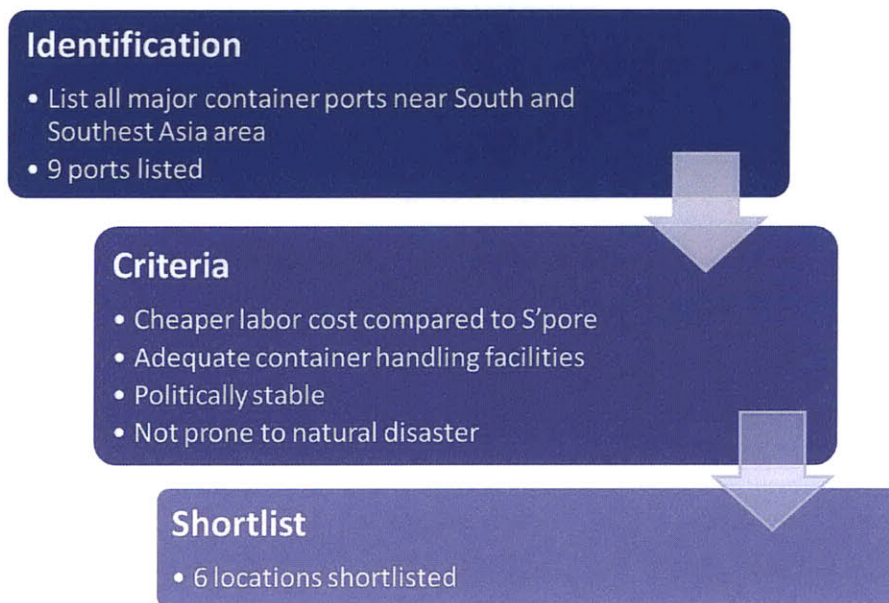 Identification
• List all major container ports near South and
Southest Asia area
• 9 ports listed
Criteria
• Cheaper labor cost compared to S'pore
• Adequate container handling facilities
• Politically stable
• Not prone to natural disaster
Shortlist
• 6 locations shortlisted